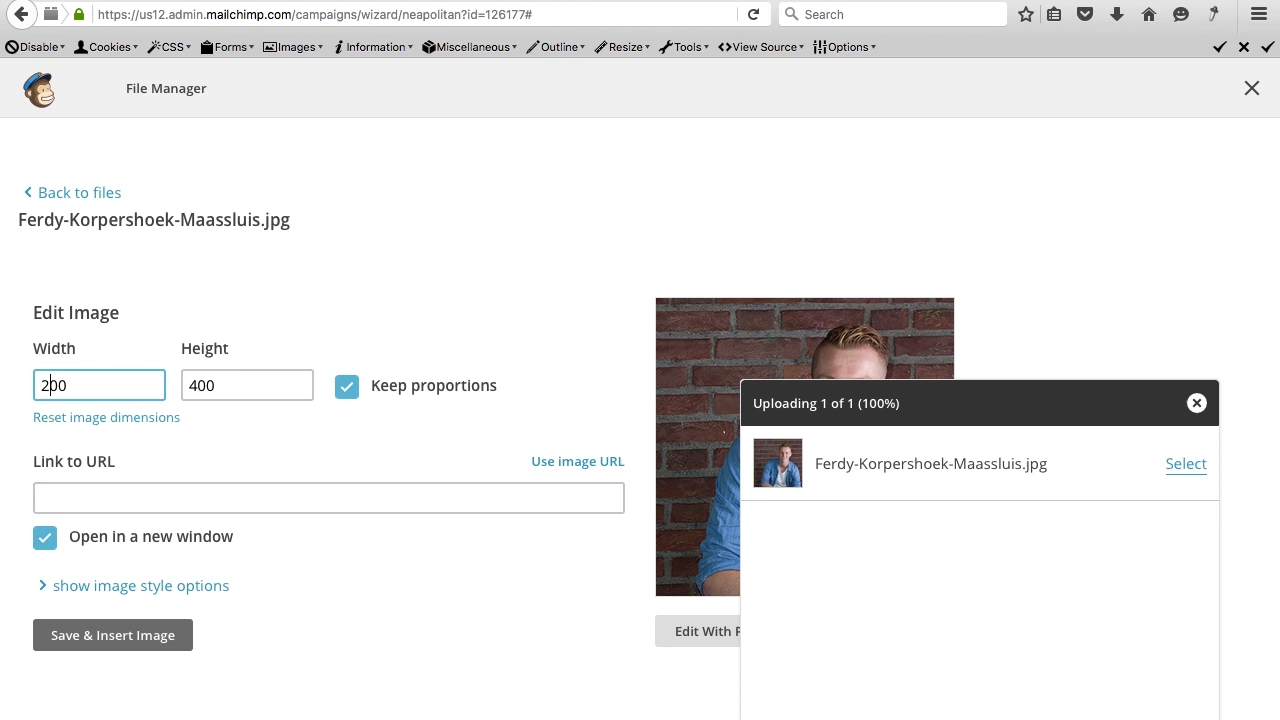 https://us12.admin.mailchimp.com/campaigns/wizard/neapolitan?id=126177#
Search
Disable Cookies CSS Forms Images Information Miscellaneous Outline Resize Tools View Source Options
File Manager
Back to files
Ferdy-Korpershoek-Maassluis.jpg
Edit Image
Width Height
200 400 Keep proportions
Reset image dimensions
Uploading 1 of 1 (100%)
Ferdy-Korpershoek-Maassluis.jpg Select
Link to URL Use image URL
Open in a new window
show image style options
Save & Insert Image
Edit With